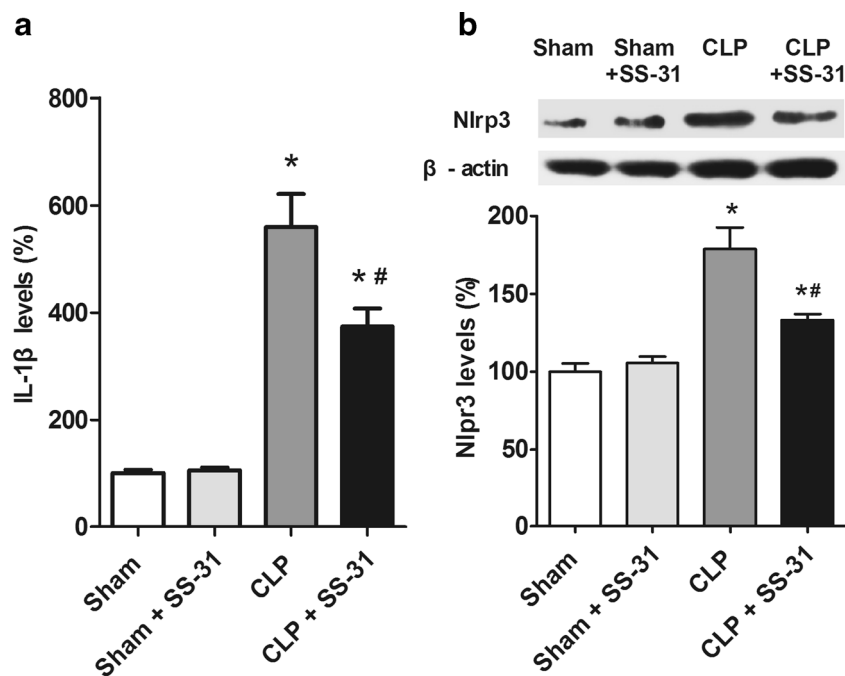 a
IL-1β levels (%)
800
600
400
200
0
*
* #
Sham
Sham + SS-31
CLP
CLP + SS-31
b
Sham
Sham
+SS-31
CLP
CLP
+SS-31
Nlrp3
β - actin
Nlpr3 levels (%)
200
150
100
50
0
*
*#
Sham
Sham + SS-31
CLP
CLP + SS-31